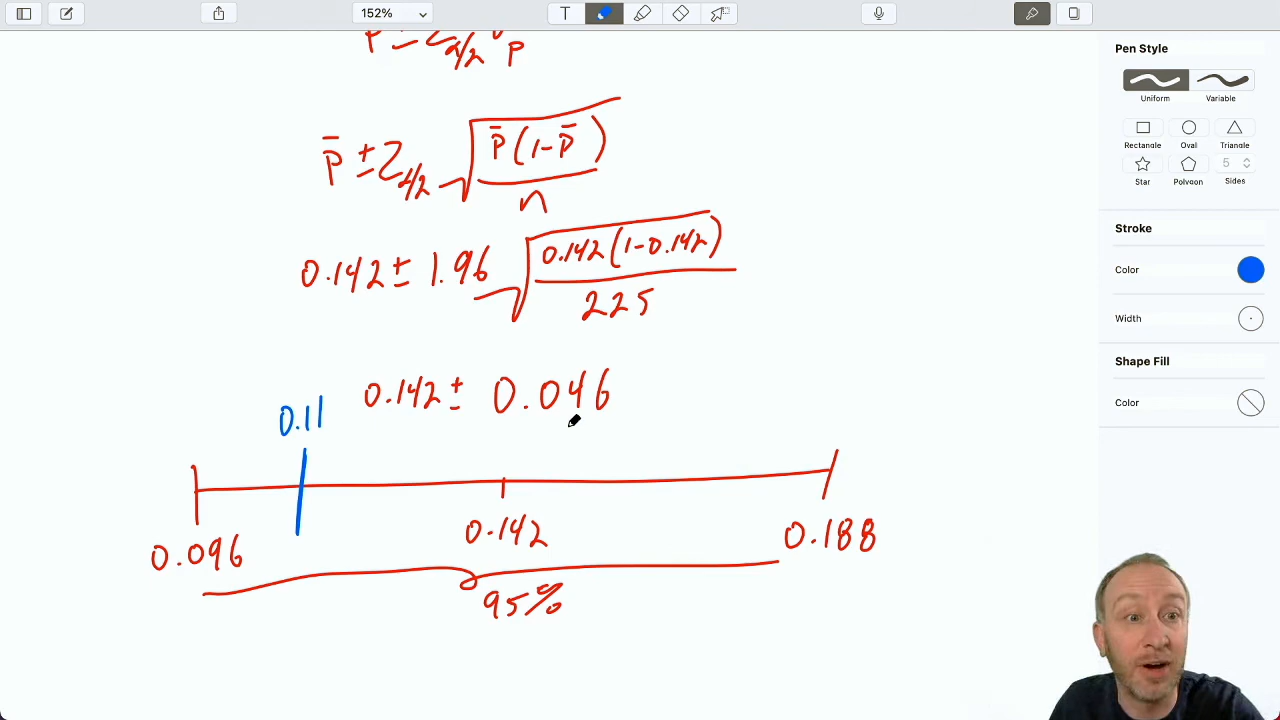 152%
T
Pen Style
p̄ ± Z α/2 σ p̄
Uniform Variable
p̄ ± Z α/2 √ p̄(1-p̄) / n
Rectangle Oval Triangle
5
Star Polygon Sides
0.142 ± 1.96 √ 0.142(1-0.142) / 225
Stroke
Color
Width
Shape Fill
Color
0.142 ± 0.046
0.11
0.096 0.142 0.188
95%